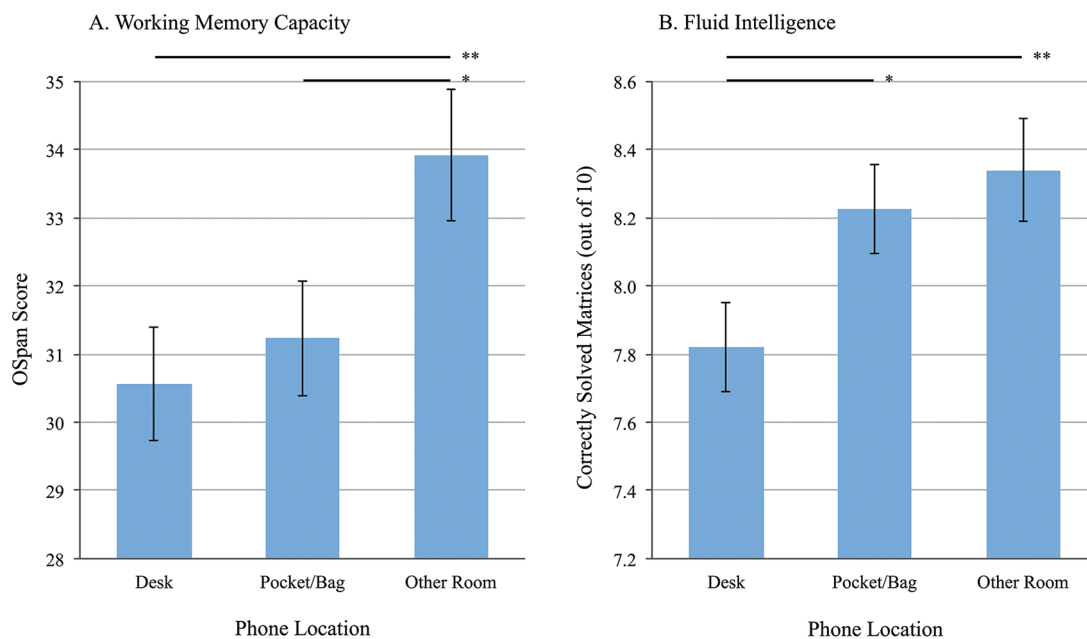 A. Working Memory Capacity
**
*
OSpan Score
35
34
33
32
31
30
29
28
Desk Pocket/Bag Other Room
Phone Location
B. Fluid Intelligence
**
*
Correctly Solved Matrices (out of 10)
8.6
8.4
8.2
8.0
7.8
7.6
7.4
7.2
Desk Pocket/Bag Other Room
Phone Location